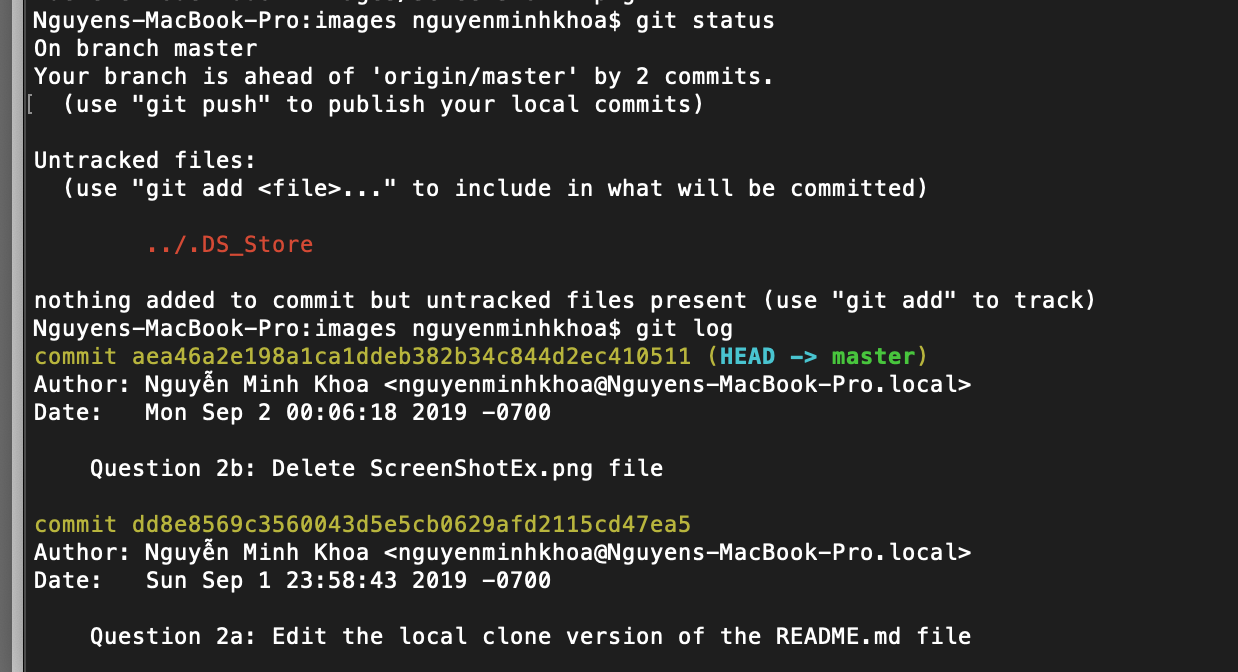 Nguyens-MacBook-Pro:images nguyenminhkhoa$ git status
On branch master
Your branch is ahead of 'origin/master' by 2 commits.
[  (use "git push" to publish your local commits)
Untracked files:
  (use "git add <file>..." to include in what will be committed)
        ../.DS_Store
nothing added to commit but untracked files present (use "git add" to track)
Nguyens-MacBook-Pro:images nguyenminhkhoa$ git log
commit aea46a2e198a1ca1ddeb382b34c844d2ec410511 (HEAD -> master)
Author: Nguyễn Minh Khoa <nguyenminhkhoa@Nguyens-MacBook-Pro.local>
Date:   Mon Sep 2 00:06:18 2019 -0700
    Question 2b: Delete ScreenShotEx.png file
commit dd8e8569c3560043d5e5cb0629afd2115cd47ea5
Author: Nguyễn Minh Khoa <nguyenminhkhoa@Nguyens-MacBook-Pro.local>
Date:   Sun Sep 1 23:58:43 2019 -0700
    Question 2a: Edit the local clone version of the README.md file